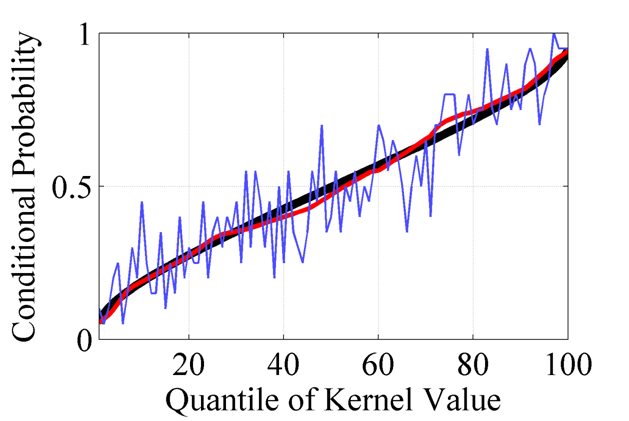 Conditional Probability
1
0.5
0
20 40 60 80 100
Quantile of Kernel Value